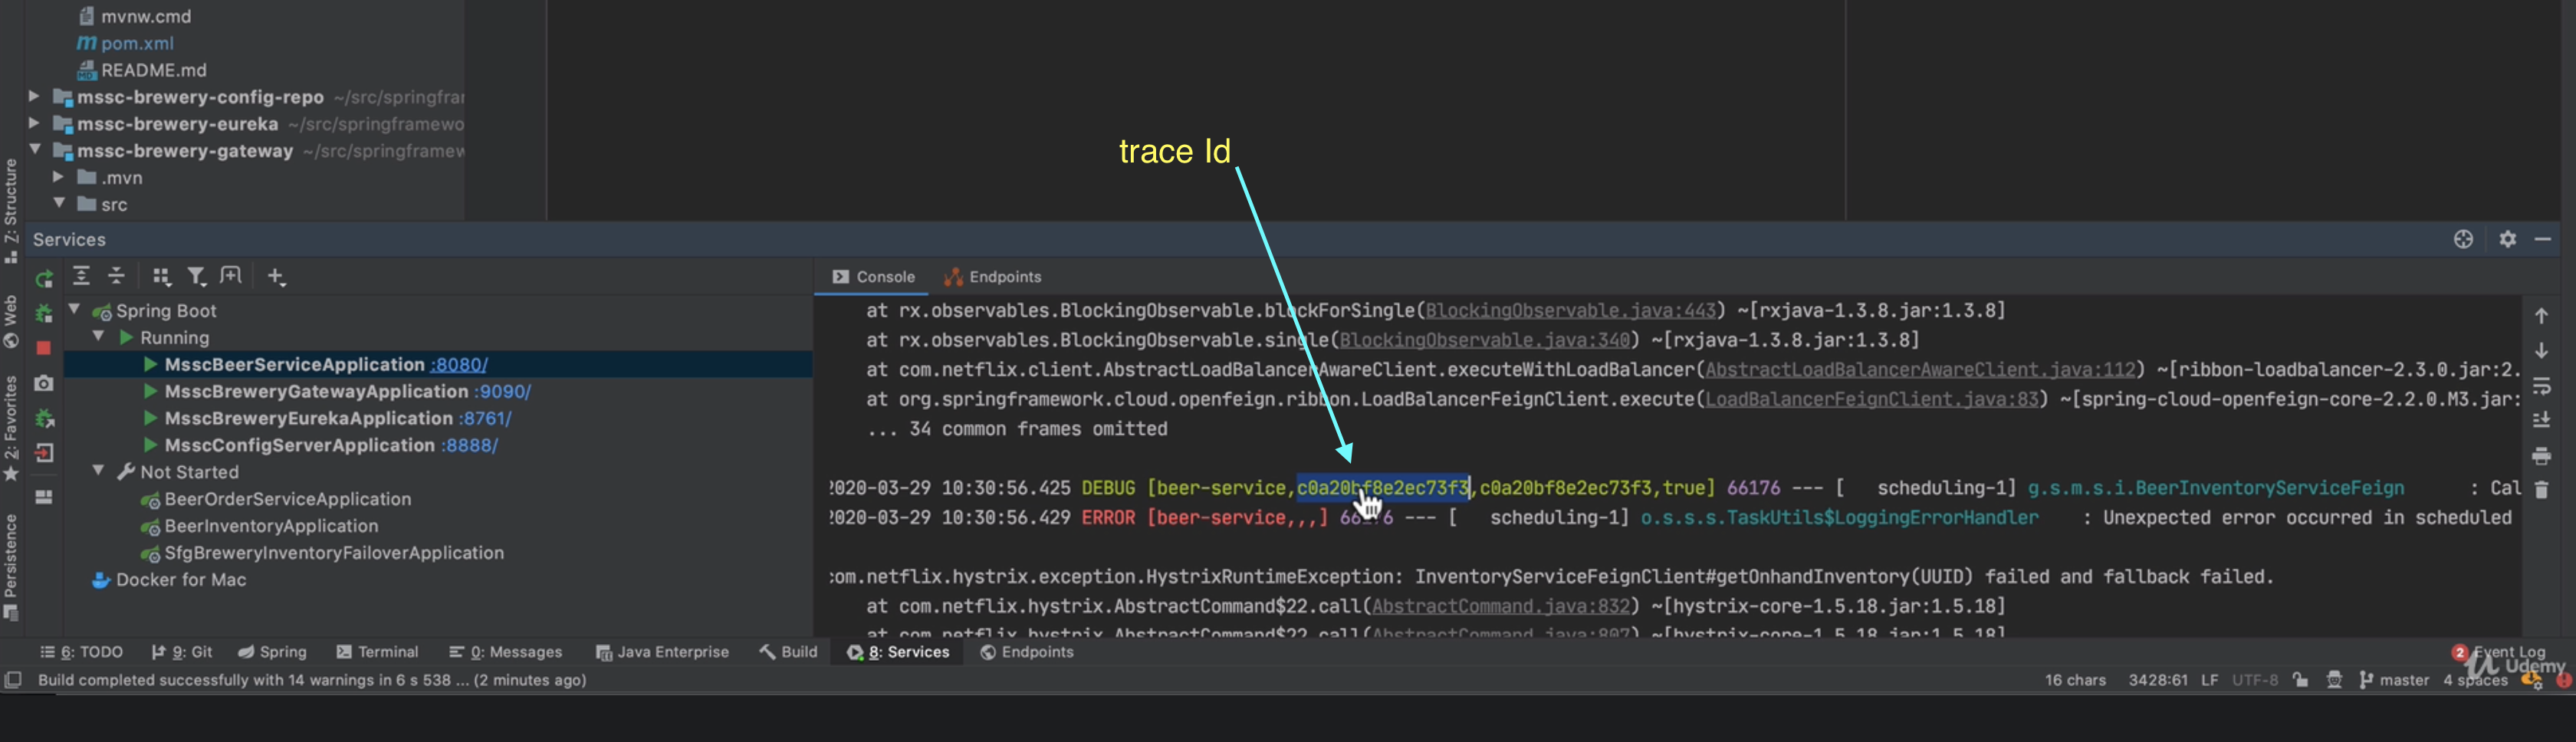 mvnw.cmd
pom.xml
README.md
mssc-brewery-config-repo ~/src/springfrar
mssc-brewery-eureka ~/src/springframewo
mssc-brewery-gateway ~/src/springframew
.mvn
src
trace Id
Z: Structure
Web
2: Favorites
Persistence
Services
Spring Boot
Running
MsscBeerServiceApplication :8080/
MsscBreweryGatewayApplication :9090/
MsscBreweryEurekaApplication :8761/
MsscConfigServerApplication :8888/
Not Started
BeerOrderServiceApplication
BeerInventoryApplication
SfgBreweryInventoryFailoverApplication
Docker for Mac
Console Endpoints
at rx.observables.BlockingObservable.blockForSingle(BlockingObservable.java:443) ~[rxjava-1.3.8.jar:1.3.8]
at rx.observables.BlockingObservable.single(BlockingObservable.java:340) ~[rxjava-1.3.8.jar:1.3.8]
at com.netflix.client.AbstractLoadBalancerAwareClient.executeWithLoadBalancer(AbstractLoadBalancerAwareClient.java:112) ~[ribbon-loadbalancer-2.3.0.jar:2.
at org.springframework.cloud.openfeign.ribbon.LoadBalancerFeignClient.execute(LoadBalancerFeignClient.java:83) ~[spring-cloud-openfeign-core-2.2.0.M3.jar:
... 34 common frames omitted
2020-03-29 10:30:56.425 DEBUG [beer-service,c0a20bf8e2ec73f3,c0a20bf8e2ec73f3,true] 66176 --- [ scheduling-1] g.s.m.s.i.BeerInventoryServiceFeign : Cal
2020-03-29 10:30:56.429 ERROR [beer-service,,,] 66176 --- [ scheduling-1] o.s.s.s.TaskUtils$LoggingErrorHandler : Unexpected error occurred in scheduled
com.netflix.hystrix.exception.HystrixRuntimeException: InventoryServiceFeignClient#getOnhandInventory(UUID) failed and fallback failed.
at com.netflix.hystrix.AbstractCommand$22.call(AbstractCommand.java:832) ~[hystrix-core-1.5.18.jar:1.5.18]
at com.netflix.hystrix.AbstractCommand$22.call(AbstractCommand.java:807) ~[hystrix-core-1.5.18.jar:1.5.18]
6: TODO 9: Git Spring Terminal 0: Messages Java Enterprise Build 8: Services Endpoints 2 Event Log
Udemy
Build completed successfully with 14 warnings in 6 s 538 ... (2 minutes ago) 16 chars 3428:61 LF UTF-8 master 4 spaces